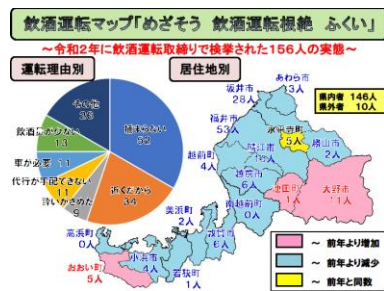 飲酒運転マップ「めざそう 飲酒運転根絶 ふくい」
~令和2年に飲酒運転取締りで検挙された156人の実態~
運転理由別
居住地別
県内者 146人
県外者 10人
その他
26
捕まらない
52
飲酒量が少ない
13
車が必要 11
代行が手配できない
11
酔いがさめた
9
近くだから
34
あわら市
3人
坂井市
28人
福井市
53人
永平寺町
5人
勝山市
2人
越前町
4人
鯖江市
越前市
6人
池田町
1人
大野市
11人
南越前町
0人
美浜町
2人
敦賀市
6人
高浜町
0人
小浜市
4人
若狭町
1人
おおい町
5人
~ 前年より増加
~ 前年より減少
~ 前年と同数